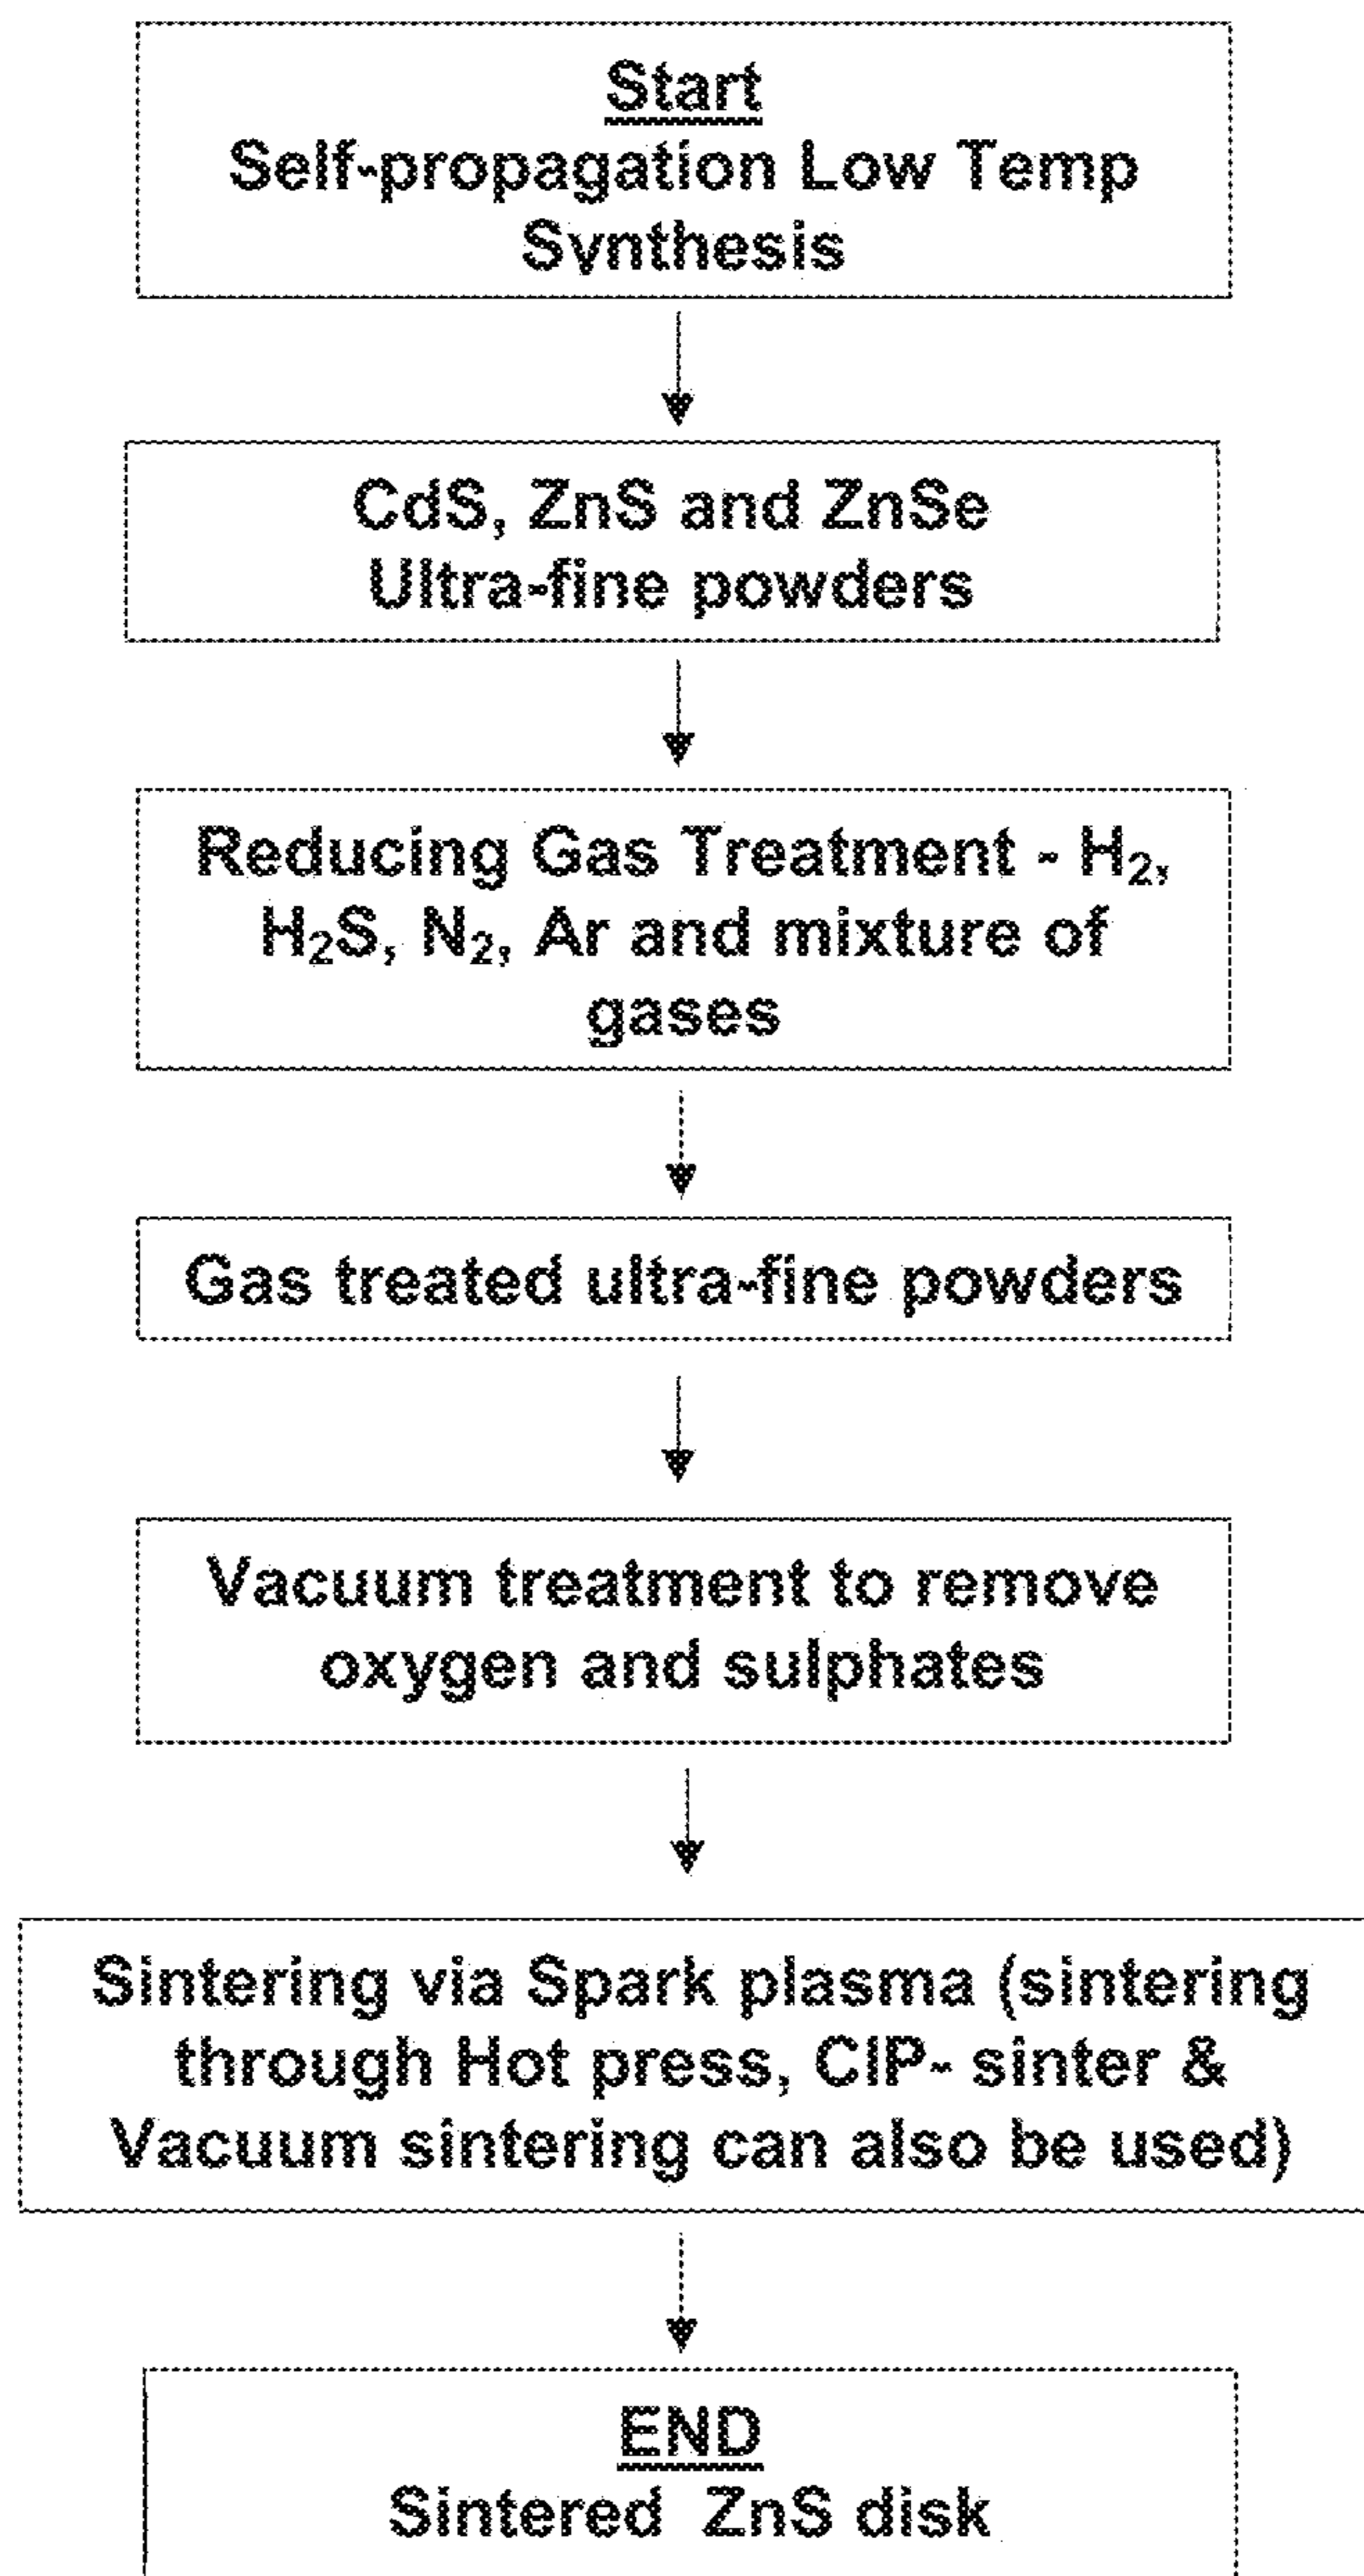 Start
Self-propagation Low Temp
Synthesis
CdS, ZnS and ZnSe
Ultra-fine powders
Reducing Gas Treatment - H₂,
H₂S, N₂, Ar and mixture of
gases
Gas treated ultra-fine powders
Vacuum treatment to remove
oxygen and sulphates
Sintering via Spark plasma (sintering
through Hot press, CIP- sinter &
Vacuum sintering can also be used)
END
Sintered ZnS disk